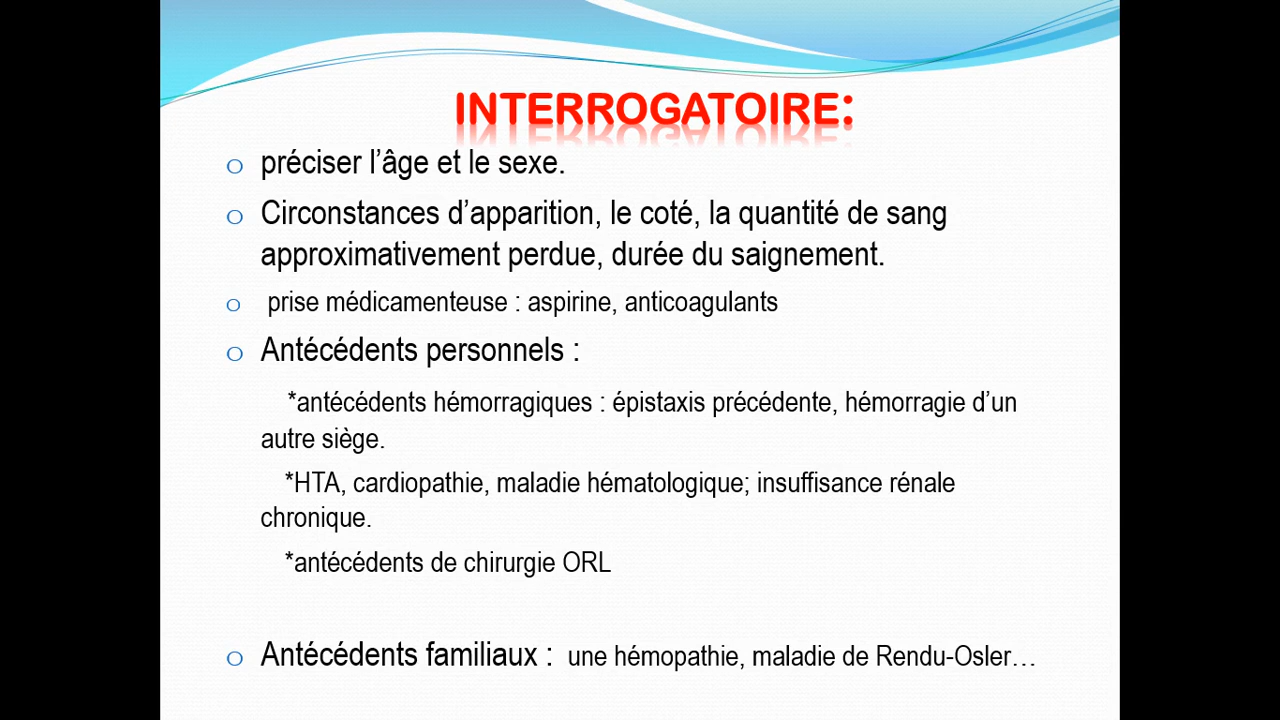 INTERROGATOIRE:
o préciser l’âge et le sexe.
o Circonstances d’apparition, le coté, la quantité de sang
approximativement perdue, durée du saignement.
o prise médicamenteuse : aspirine, anticoagulants
o Antécédents personnels :
*antécédents hémorragiques : épistaxis précédente, hémorragie d’un
autre siège.
*HTA, cardiopathie, maladie hématologique; insuffisance rénale
chronique.
*antécédents de chirurgie ORL
o Antécédents familiaux : une hémopathie, maladie de Rendu-Osler…